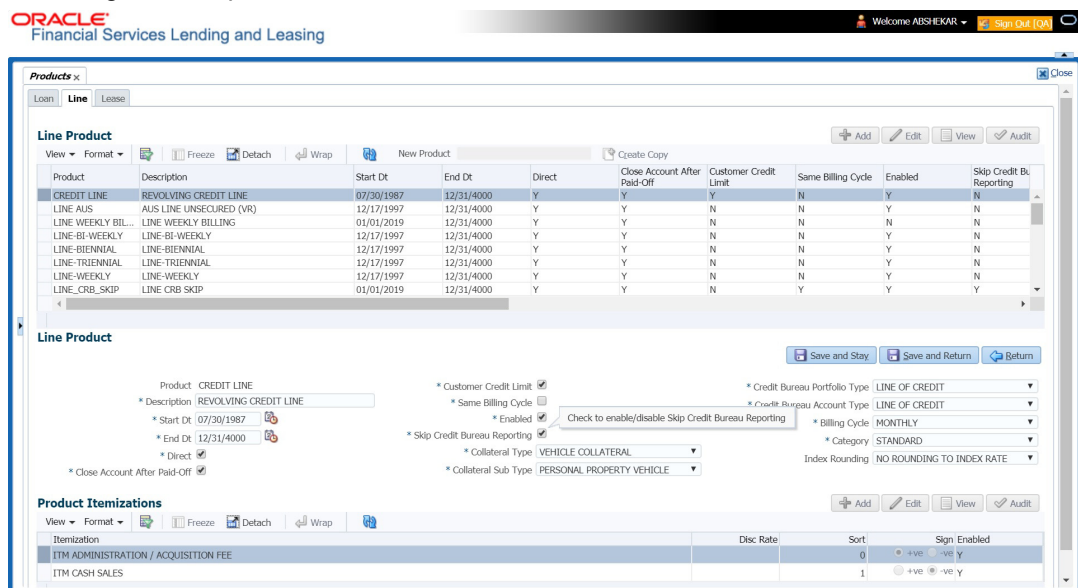 ORACLE®
Financial Services Lending and Leasing
Welcome ABSHEKAR
Sign Out [QA]
Products x
Close
Loan Line Lease
Line Product
Add Edit View Audit
View Format Freeze Detach Wrap New Product Create Copy
Product Description Start Dt End Dt Direct Close Account After Paid-Off Customer Credit Limit Same Billing Cycle Enabled Skip Credit Bu Reporting
CREDIT LINE REVOLVING CREDIT LINE 07/30/1987 12/31/4000 Y Y Y N Y N
LINE AUS AUS LINE UNSECURED (VR) 12/17/1997 12/31/4000 Y Y N N Y N
LINE WEEKLY BIL... LINE WEEKLY BILLING 01/01/2019 12/31/4000 Y Y N N N N
LINE-BI-WEEKLY LINE-BI-WEEKLY 12/17/1997 12/31/4000 Y Y N N Y N
LINE-BIENNIAL LINE-BIENNIAL 12/17/1997 12/31/4000 Y Y N N Y N
LINE-TRIENNIAL LINE-TRIENNIAL 12/17/1997 12/31/4000 Y Y N N Y N
LINE-WEEKLY LINE-WEEKLY 12/17/1997 12/31/4000 Y Y N N Y N
LINE_CRB_SKIP LINE CRB SKIP 01/01/2019 12/31/4000 Y Y N Y Y Y
Line Product
Save and Stay Save and Return Return
Product CREDIT LINE
* Description REVOLVING CREDIT LINE
* Start Dt 07/30/1987
* End Dt 12/31/4000
* Direct
* Close Account After Paid-Off
* Customer Credit Limit
* Same Billing Cycle
* Enabled
Check to enable/disable Skip Credit Bureau Reporting
* Skip Credit Bureau Reporting
* Collateral Type VEHICLE COLLATERAL
* Collateral Sub Type PERSONAL PROPERTY VEHICLE
* Credit Bureau Portfolio Type LINE OF CREDIT
* Credit Bureau Account Type LINE OF CREDIT
* Billing Cycle MONTHLY
* Category STANDARD
Index Rounding NO ROUNDING TO INDEX RATE
Product Itemizations
Add Edit View Audit
View Format Freeze Detach Wrap
Itemization Disc Rate Sort Sign Enabled
ITM ADMINISTRATION / ACQUISITION FEE 0 +ve -ve Y
ITM CASH SALES 1 +ve -ve Y